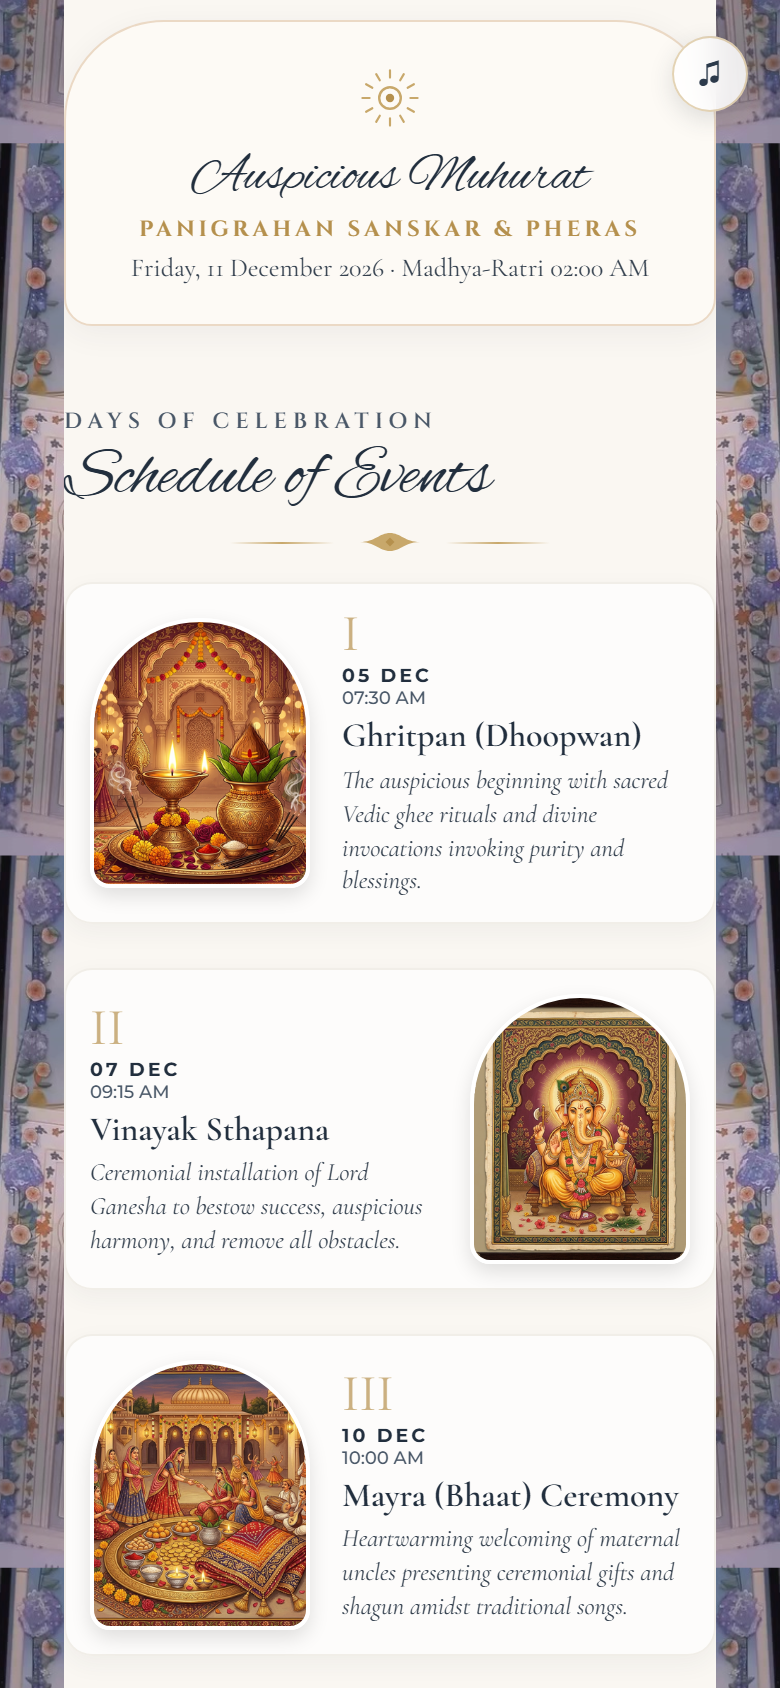 Auspicious Muhurat
PANIGRAHAN SANSKAR & PHERAS
Friday, 11 December 2026 · Madhya-Ratri 02:00 AM
DAYS OF CELEBRATION
Schedule of Events
I
05 DEC
07:30 AM
Ghritpan (Dhoopwan)
The auspicious beginning with sacred
Vedic ghee rituals and divine
invocations invoking purity and
blessings.
II
07 DEC
09:15 AM
Vinayak Sthapana
Ceremonial installation of Lord
Ganesha to bestow success, auspicious
harmony, and remove all obstacles.
III
10 DEC
10:00 AM
Mayra (Bhaat) Ceremony
Heartwarming welcoming of maternal
uncles presenting ceremonial gifts and
shagun amidst traditional songs.